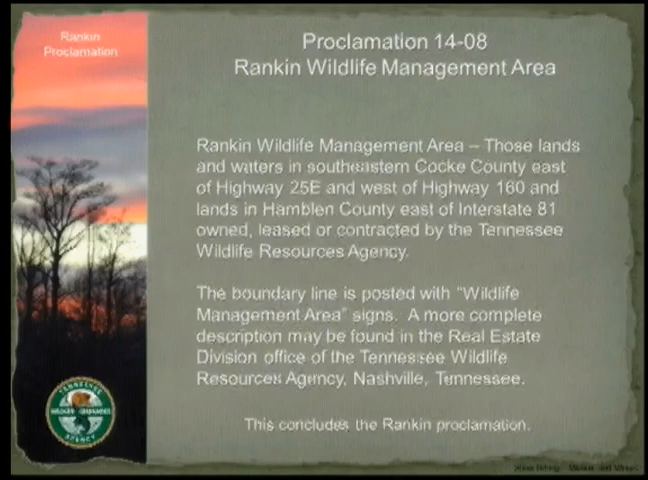 Rankin
Proclamation
Proclamation 14-08
Rankin Wildlife Management Area
Rankin Wildlife Management Area – Those lands
and waters in southeastern Cocke County east
of Highway 25E and west of Highway 160 and
lands in Hamblen County east of Interstate 81
owned, leased or contracted by the Tennessee
Wildlife Resources Agency.
The boundary line is posted with “Wildlife
Management Area” signs. A more complete
description may be found in the Real Estate
Division office of the Tennessee Wildlife
Resources Agency, Nashville, Tennessee.
This concludes the Rankin proclamation.
TENNESSEE
WILDLIFE RESOURCES
AGENCY